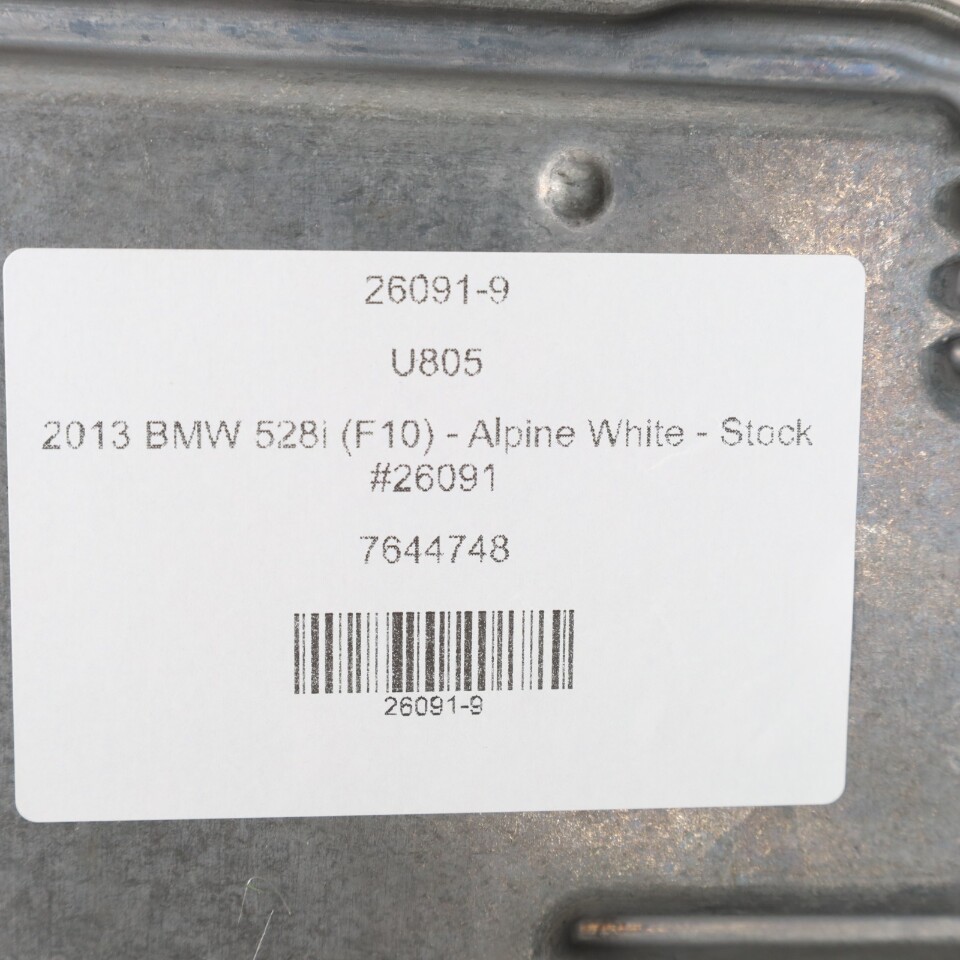 26091-9
U805
2013 BMW 528i (F10) - Alpine White - Stock
#26091
7644748
26091-9